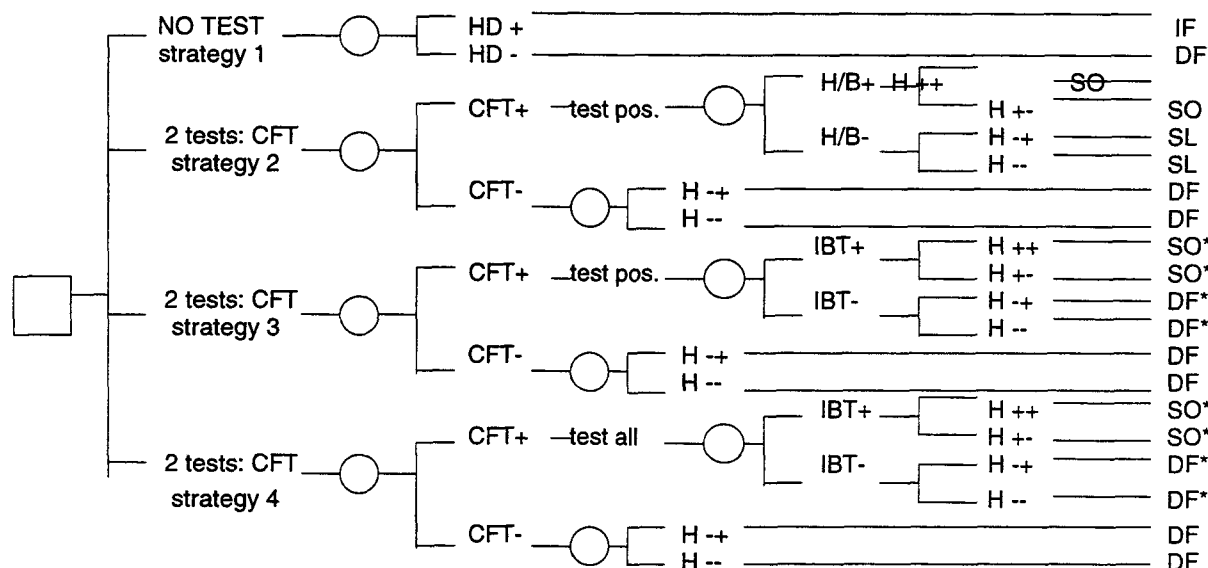 NO TEST
strategy 1
HD +
HD -
IF
DF
2 tests: CFT
strategy 2
CFT+
test pos.
H/B+ H ++ SO
H +- SO
H/B-
H -+ SL
H -- SL
CFT-
H -+ DF
H -- DF
2 tests: CFT
strategy 3
CFT+
test pos.
IBT+
H ++ SO*
H +- SO*
IBT-
H -+ DF*
H -- DF*
CFT-
H -+ DF
H -- DF
2 tests: CFT
strategy 4
CFT+
test all
IBT+
H ++ SO*
H +- SO*
IBT-
H -+ DF*
H -- DF*
CFT-
H -+ DF
H -- DF